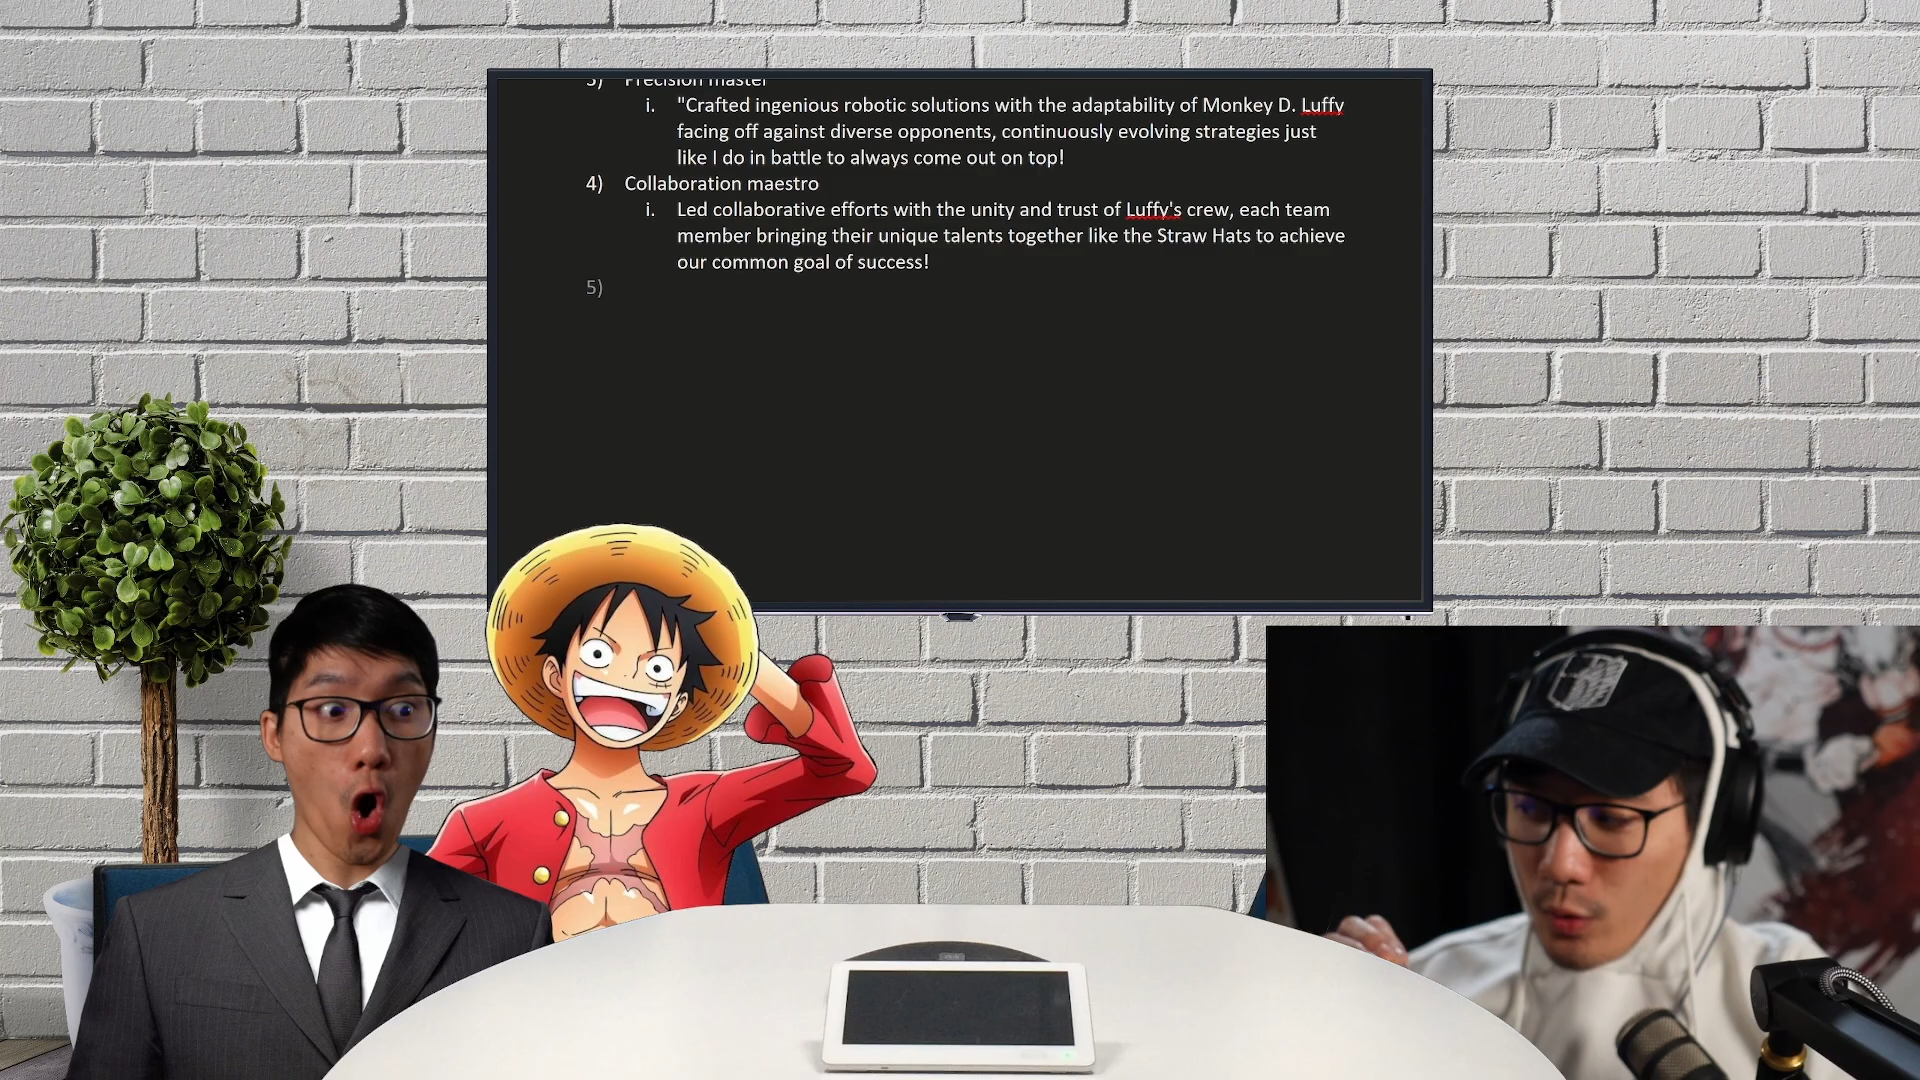 3) Precision master
i. "Crafted ingenious robotic solutions with the adaptability of Monkey D. Luffy
facing off against diverse opponents, continuously evolving strategies just
like I do in battle to always come out on top!
4) Collaboration maestro
i. Led collaborative efforts with the unity and trust of Luffy's crew, each team
member bringing their unique talents together like the Straw Hats to achieve
our common goal of success!
5)